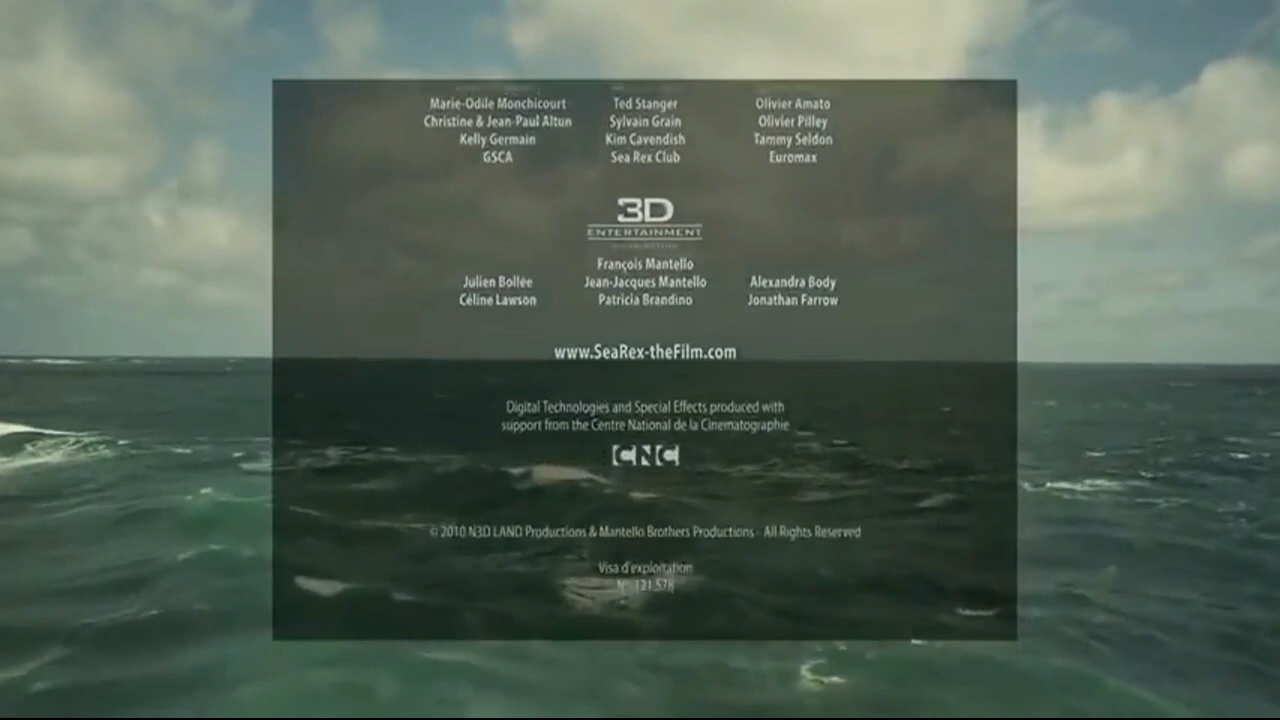 Marie-Odile Monchicourt Ted Stanger Olivier Amato
Christine & Jean-Paul Altun Sylvain Grain Olivier Pilley
Kelly Germain Kim Cavendish Tammy Seldon
GSCA Sea Rex Club Euromax
3D
ENTERTAINMENT
François Mantello
Julien Bollée Jean-Jacques Mantello Alexandra Body
Céline Lawson Patricia Brandino Jonathan Farrow
www.SeaRex-theFilm.com
Digital Technologies and Special Effects produced with
support from the Centre National de la Cinematographie
CNC
© 2010 N3D LAND Productions & Mantello Brothers Productions - All Rights Reserved
Visa d'exploitation
N° 121.578